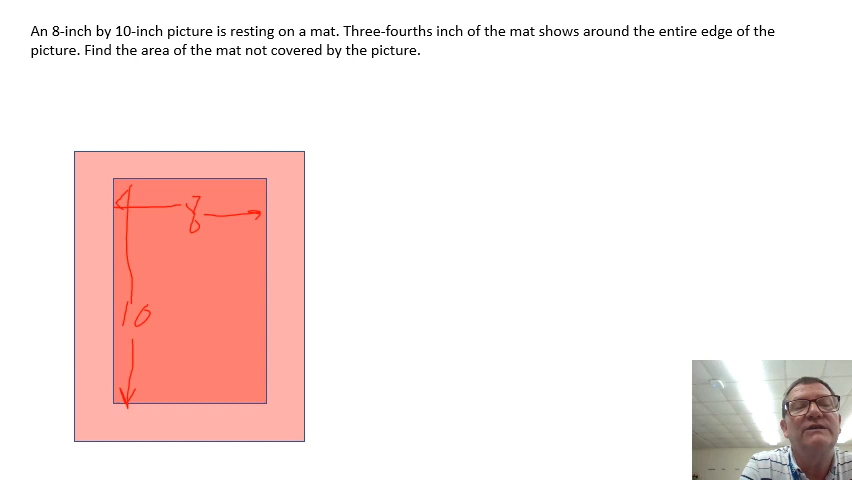 An 8-inch by 10-inch picture is resting on a mat. Three-fourths inch of the mat shows around the entire edge of the
picture. Find the area of the mat not covered by the picture.
8
10